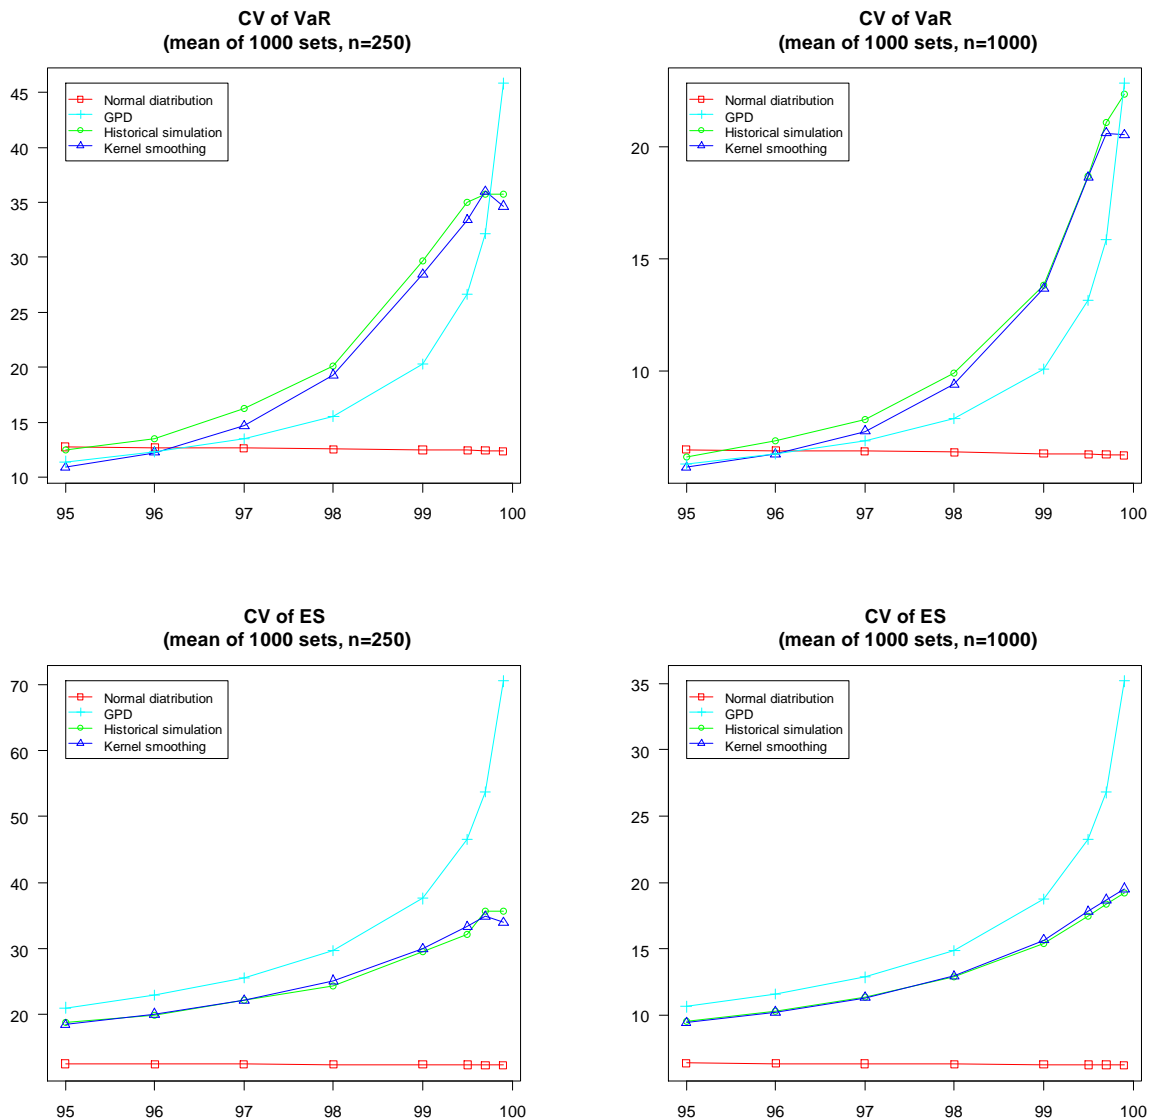 CV of VaR
(mean of 1000 sets, n=250)
45
40
35
30
25
20
15
10
95 96 97 98 99 100
Normal diatribution
GPD
Historical simulation
Kernel smoothing
CV of VaR
(mean of 1000 sets, n=1000)
20
15
10
95 96 97 98 99 100
Normal diatribution
GPD
Historical simulation
Kernel smoothing
CV of ES
(mean of 1000 sets, n=250)
70
60
50
40
30
20
95 96 97 98 99 100
Normal diatribution
GPD
Historical simulation
Kernel smoothing
CV of ES
(mean of 1000 sets, n=1000)
35
30
25
20
15
10
95 96 97 98 99 100
Normal diatribution
GPD
Historical simulation
Kernel smoothing